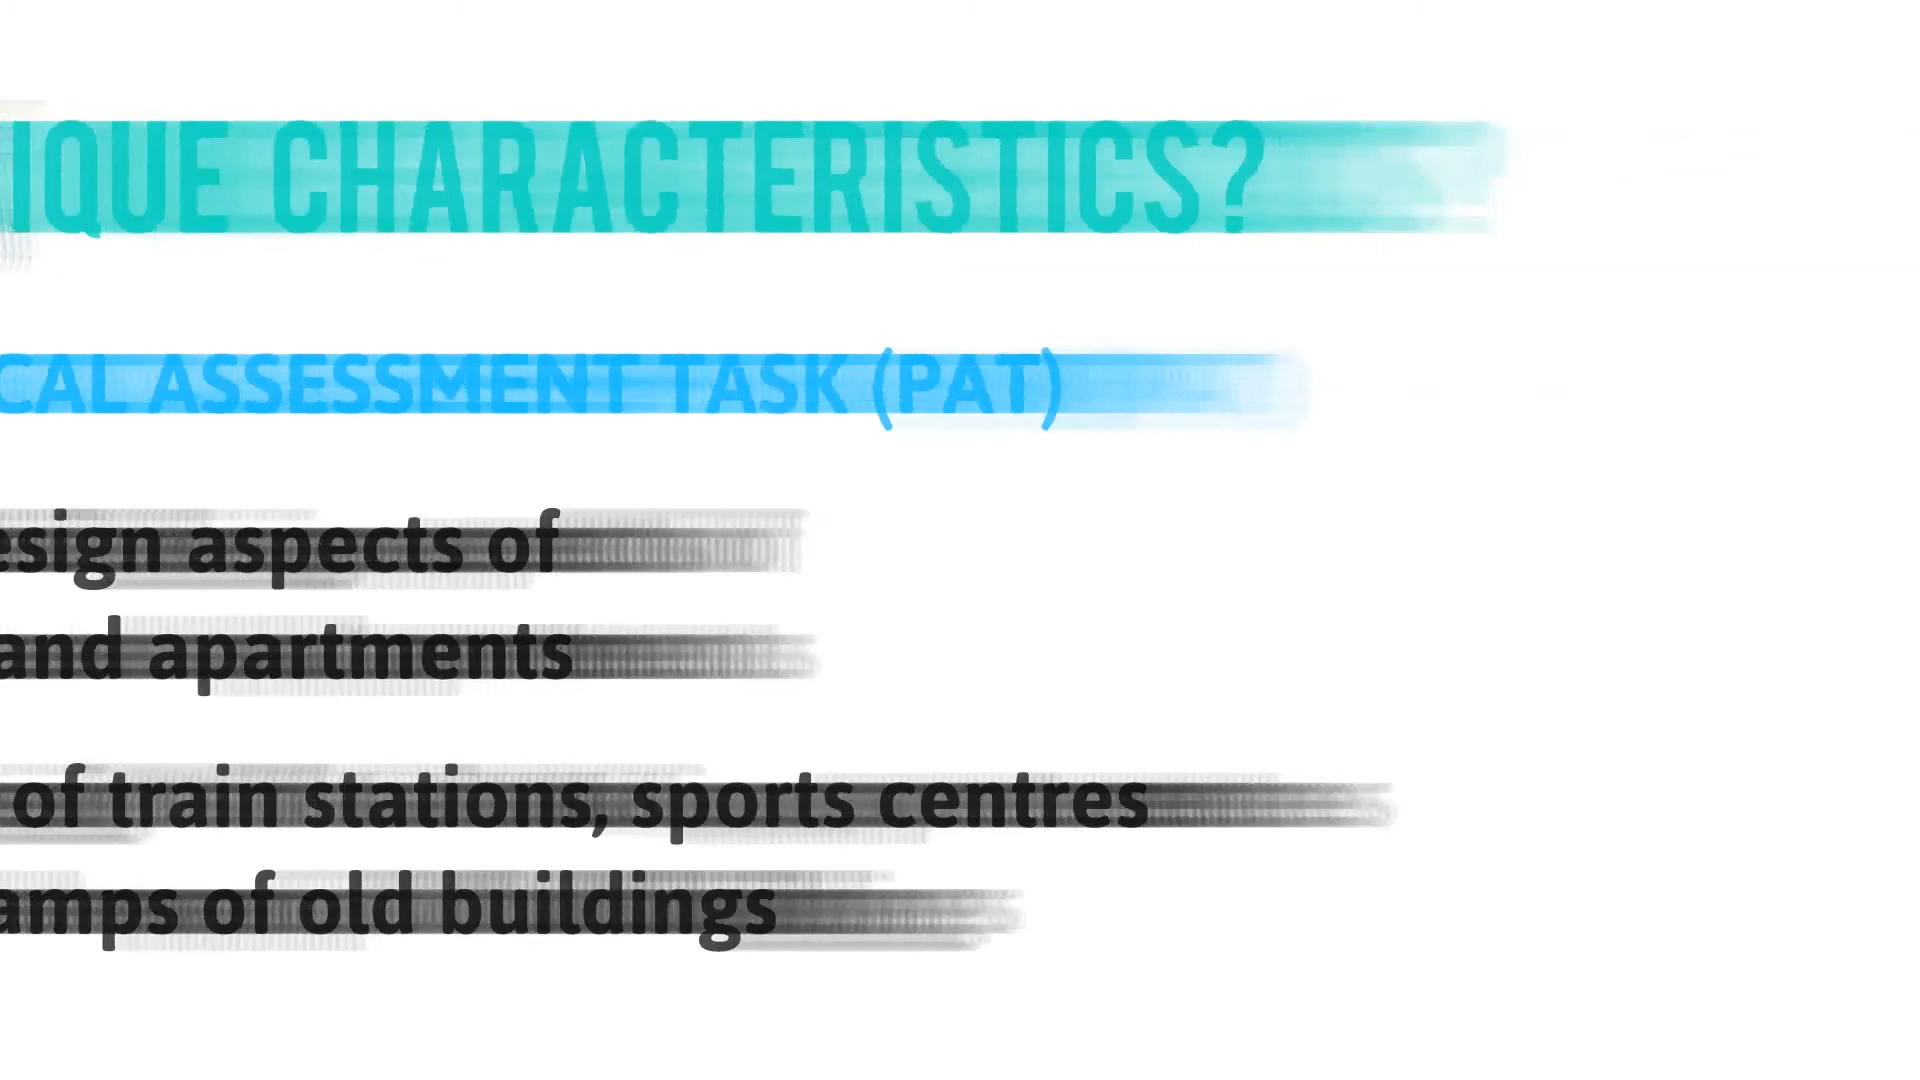 IQUE CHARACTERISTICS?
CAL ASSESSMENT TASK (PAT)
esign aspects of
and apartments
of train stations, sports centres
amps of old buildings